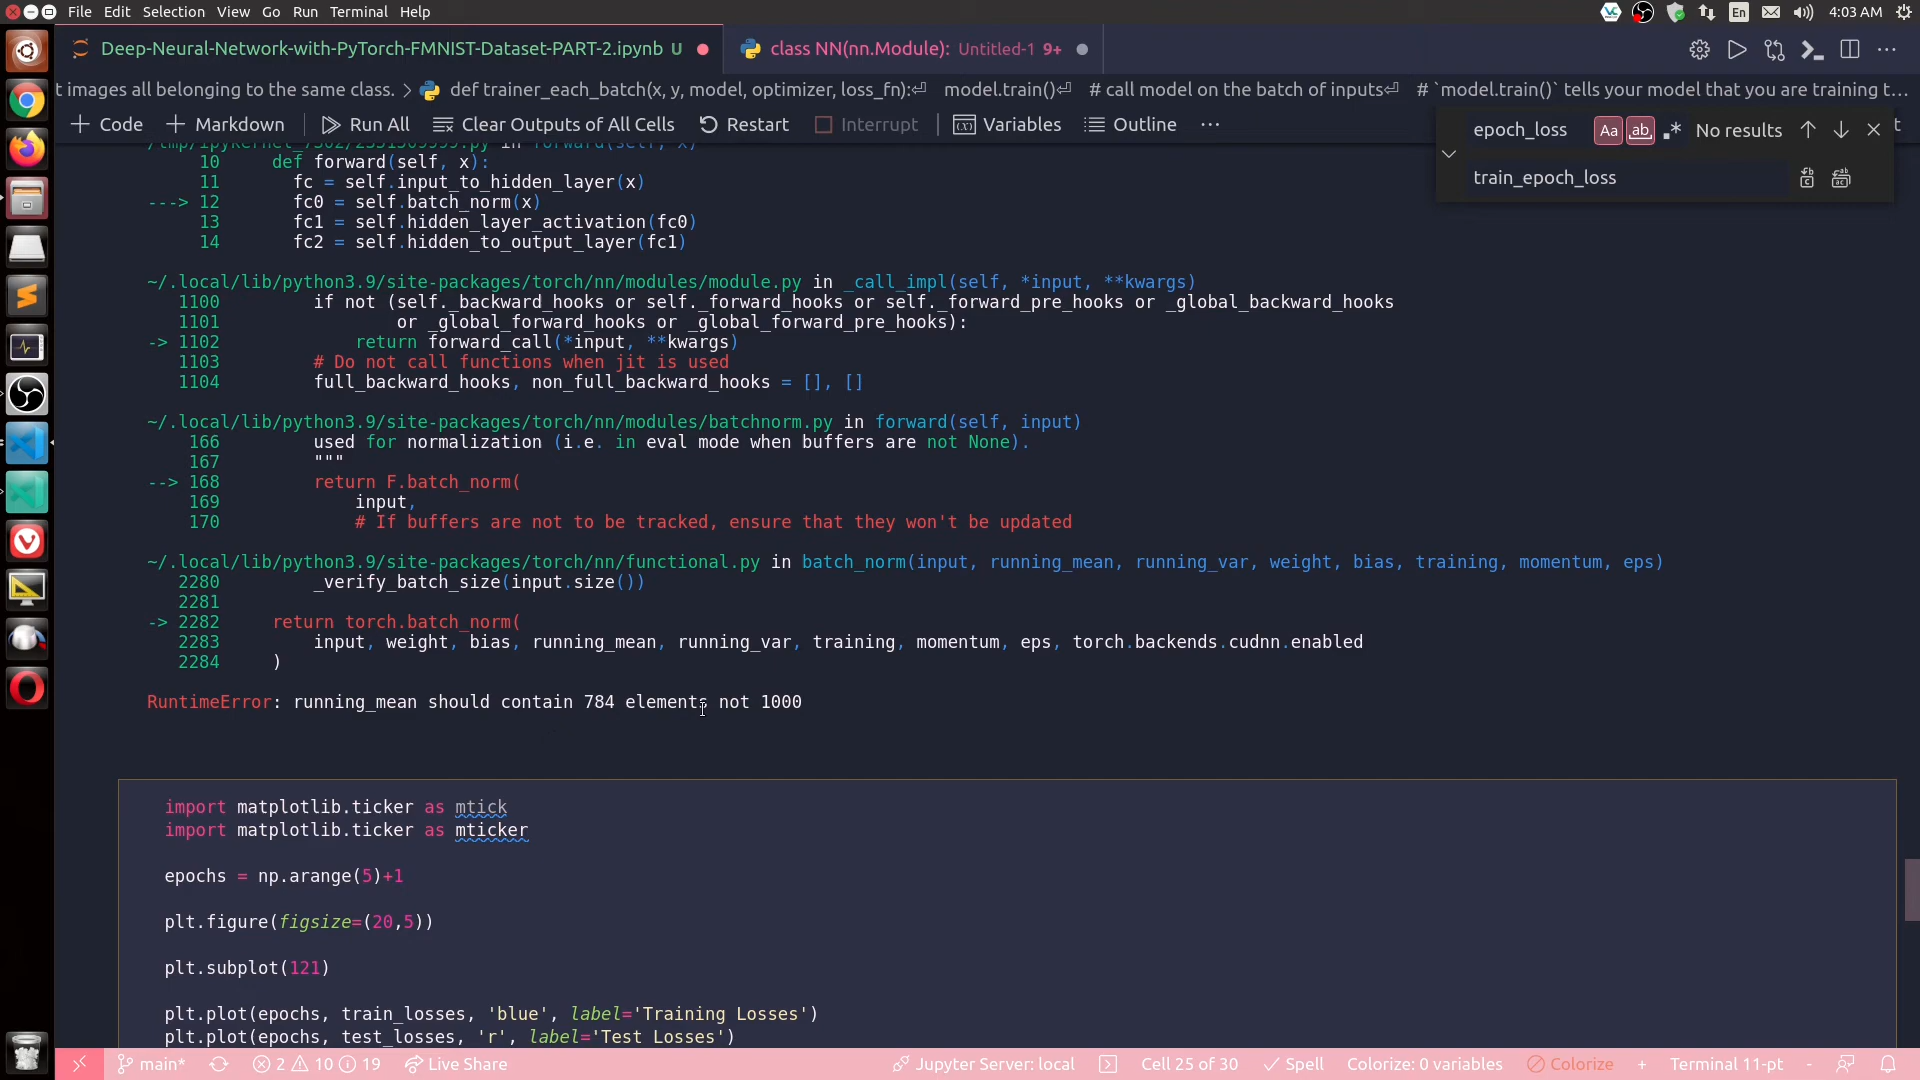 File Edit Selection View Go Run Terminal Help En 4:03 AM
Deep-Neural-Network-with-PyTorch-FMNIST-Dataset-PART-2.ipynb U class NN(nn.Module): Untitled-1 9+
t images all belonging to the same class. > def trainer_each_batch(x, y, model, optimizer, loss_fn):⏎ model.train()⏎ # call model on the batch of inputs⏎ # `model.train()` tells your model that you are training t...
+ Code + Markdown Run All Clear Outputs of All Cells Restart Interrupt Variables Outline ...
epoch_loss Aa ab No results
train_epoch_loss
10 def forward(self, x):
11 fc = self.input_to_hidden_layer(x)
---> 12 fc0 = self.batch_norm(x)
13 fc1 = self.hidden_layer_activation(fc0)
14 fc2 = self.hidden_to_output_layer(fc1)
~/.local/lib/python3.9/site-packages/torch/nn/modules/module.py in _call_impl(self, *input, **kwargs)
1100 if not (self._backward_hooks or self._forward_hooks or self._forward_pre_hooks or _global_backward_hooks
1101 or _global_forward_hooks or _global_forward_pre_hooks):
-> 1102 return forward_call(*input, **kwargs)
1103 # Do not call functions when jit is used
1104 full_backward_hooks, non_full_backward_hooks = [], []
~/.local/lib/python3.9/site-packages/torch/nn/modules/batchnorm.py in forward(self, input)
166 used for normalization (i.e. in eval mode when buffers are not None).
167 """
--> 168 return F.batch_norm(
169 input,
170 # If buffers are not to be tracked, ensure that they won't be updated
~/.local/lib/python3.9/site-packages/torch/nn/functional.py in batch_norm(input, running_mean, running_var, weight, bias, training, momentum, eps)
2280 _verify_batch_size(input.size())
2281
-> 2282 return torch.batch_norm(
2283 input, weight, bias, running_mean, running_var, training, momentum, eps, torch.backends.cudnn.enabled
2284 )
RuntimeError: running_mean should contain 784 elements not 1000
import matplotlib.ticker as mtick
import matplotlib.ticker as mticker
epochs = np.arange(5)+1
plt.figure(figsize=(20,5))
plt.subplot(121)
plt.plot(epochs, train_losses, 'blue', label='Training Losses')
plt.plot(epochs, test_losses, 'r', label='Test Losses')
main* 2 10 19 Live Share Jupyter Server: local Cell 25 of 30 Spell Colorize: 0 variables Colorize + Terminal 11-pt -